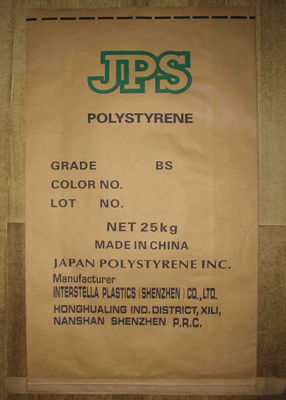 JPS
POLYSTYRENE
GRADE BS
COLOR NO.
LOT NO.
NET 25kg
MADE IN CHINA
JAPAN POLYSTYRENE INC.
Manufacturer
INTERSTELLA PLASTICS (SHENZHEN) CO.,LTD.
HONGHUALING IND. DISTRICT, XILI,
NANSHAN SHENZHEN P.R.C.